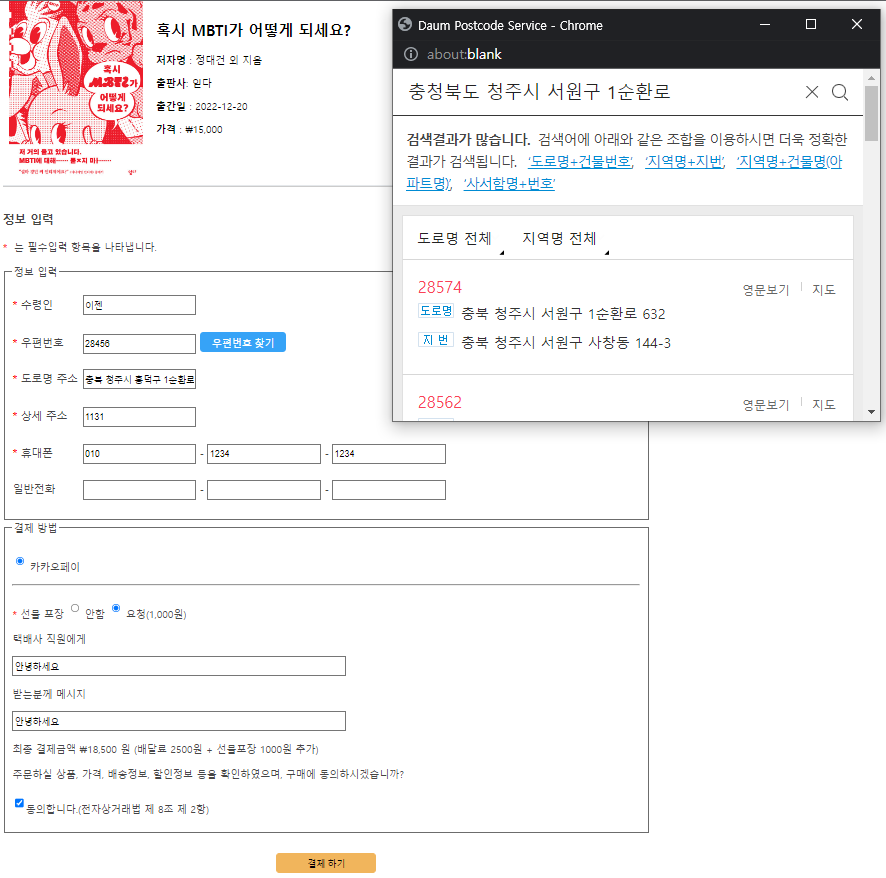 혹시
MBTI가
어떻게
되세요?
저 거의 울고 있습니다.
혹시 MBTI가 어떻게 되세요?
저자명 : 정대건 외 지음
출판사: 읻다
출간일 : 2022-12-20
가격 : ₩15,000
Daum Postcode Service - Chrome
about:blank
충청북도 청주시 서원구 1순환로
검색결과가 많습니다. 검색어에 아래와 같은 조합을 이용하시면 더욱 정확한
결과가 검색됩니다. '도로명+건물번호', '지역명+지번', '지역명+건물명(아
파트명)', '사서함명+번호'
도로명 전체 지역명 전체
28574 영문보기 지도
도로명 충북 청주시 서원구 1순환로 632
지 번 충북 청주시 서원구 사창동 144-3
28562 영문보기 지도
정보 입력
* 는 필수입력 항목을 나타냅니다.
정보 입력
* 수령인 이젠
* 우편번호 28456 우편번호 찾기
* 도로명 주소 충북 청주시 흥덕구 1순환로
* 상세 주소 1131
* 휴대폰 010 - 1234 - 1234
일반전화 - -
결제 방법
카카오페이
* 선물 포장 안함 요청(1,000원)
택배사 직원에게
안녕하세요
받는분께 메시지
안녕하세요
최종 결제금액 ₩18,500 원 (배달료 2500원 + 선물포장 1000원 추가)
주문하실 상품, 가격, 배송정보, 할인정보 등을 확인하였으며, 구매에 동의하시겠습니까?
동의합니다.(전자상거래법 제 8조 제 2항)
결제 하기